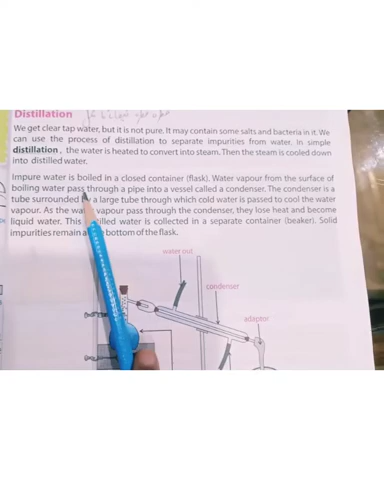 Distillation
We get clear tap water, but it is not pure. It may contain some salts and bacteria in it. We
can use the process of distillation to separate impurities from water. In simple
distillation, the water is heated to convert into steam. Then the steam is cooled down
into distilled water.
Impure water is boiled in a closed container (flask). Water vapour from the surface of
boiling water pass through a pipe into a vessel called a condenser. The condenser is a
tube surrounded a large tube through which cold water is passed to cool the water
vapour. As the water vapour pass through the condenser, they lose heat and become
liquid water. This water is collected in a separate container (beaker). Solid
impurities remain bottom of the flask.
water out
condenser
adaptor